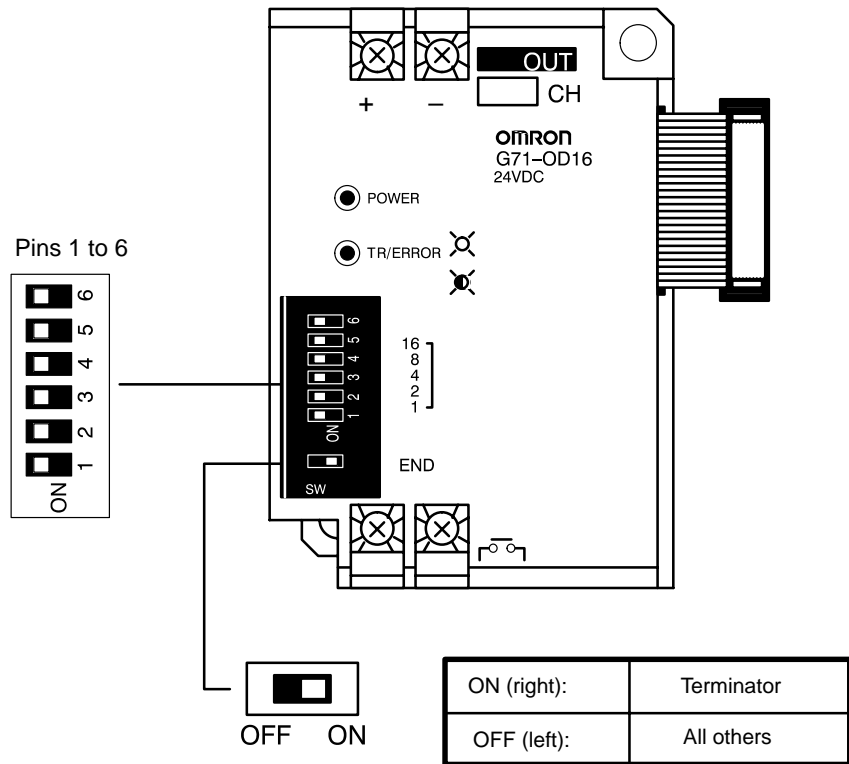 OUT
+ – CH
OMRON
G71–OD16
24VDC
POWER
TR/ERROR
Pins 1 to 6
6
5
4
3
2
1
ON
6
5
4
3
2
1
ON
16
8
4
2
1
END
SW
OFF ON
ON (right): Terminator
OFF (left): All others